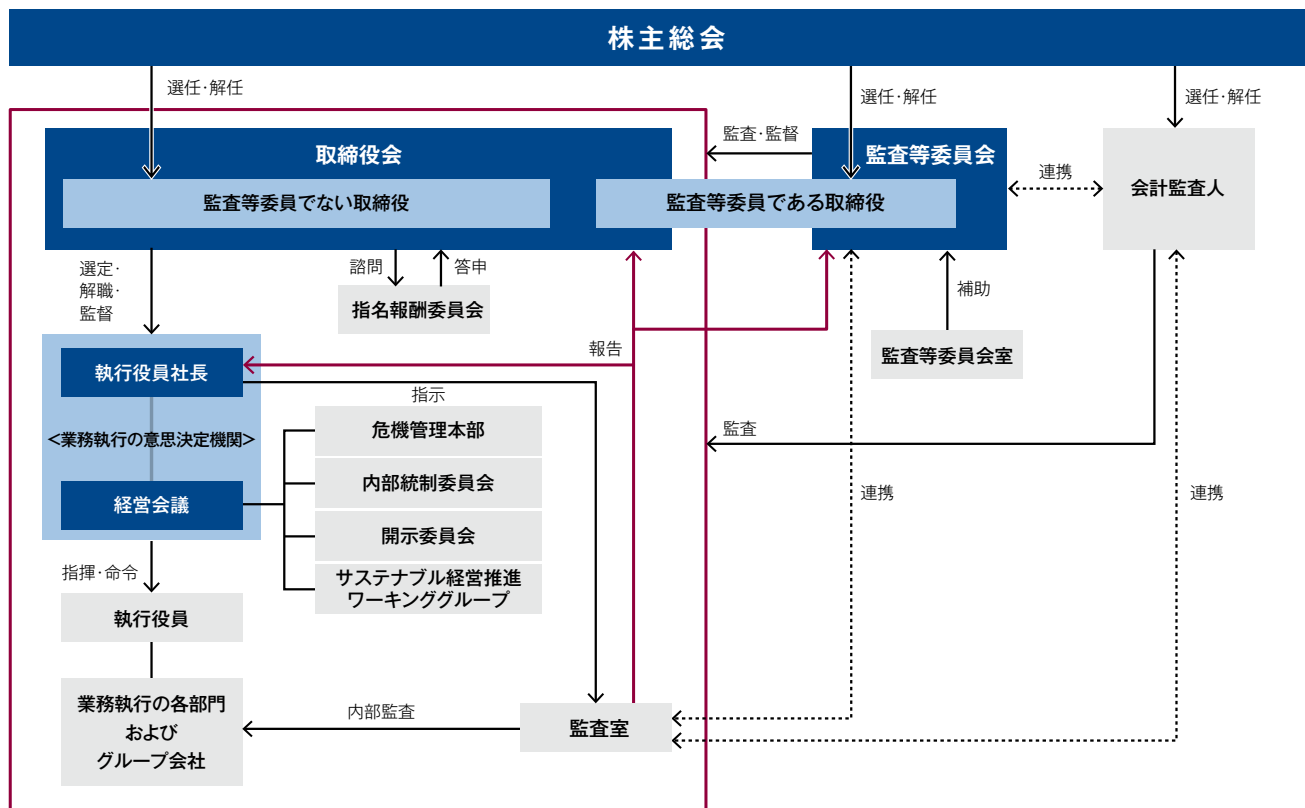 株主総会
選任・解任
選任・解任
選任・解任
取締役会
監査・監督
監査等委員会
監査等委員でない取締役
監査等委員である取締役
連携
会計監査人
選定・
解職・
監督
諮問
答申
指名報酬委員会
補助
監査等委員会室
報告
執行役員社長
指示
<業務執行の意思決定機関>
経営会議
危機管理本部
内部統制委員会
開示委員会
サステナブル経営推進
ワーキンググループ
監査
連携
連携
指揮・命令
執行役員
業務執行の各部門
および
グループ会社
内部監査
監査室